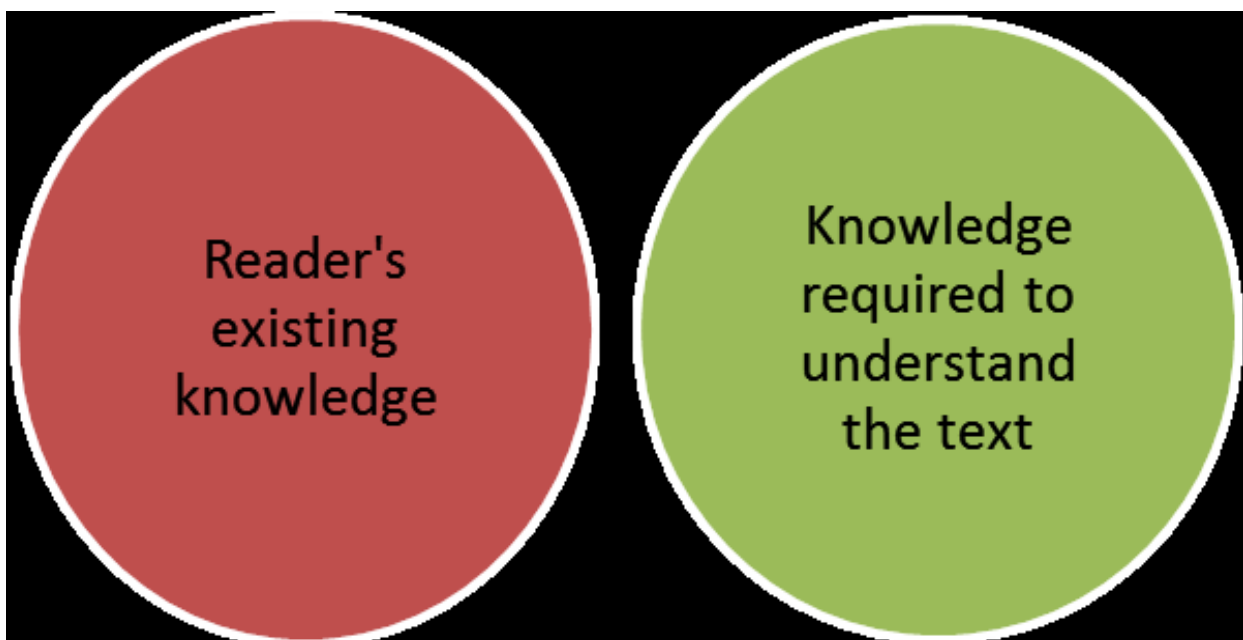 Reader's
existing
knowledge
Knowledge
required to
understand
the text